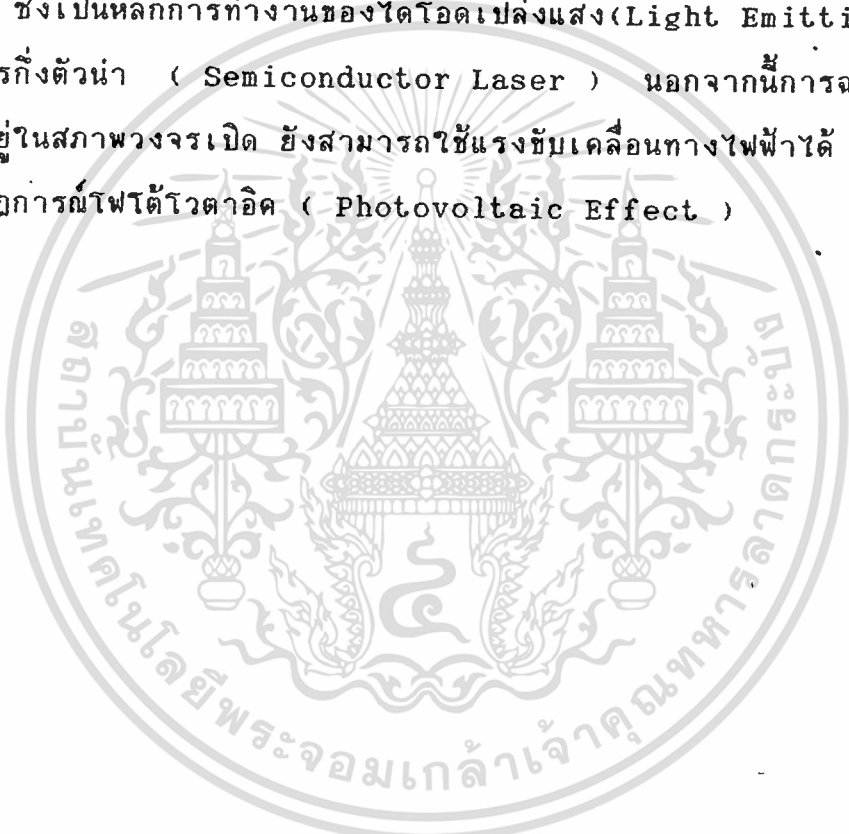 ซึ่งเป็นหลักการทำงานของไดโอดเปล่งแสง(Light Emitti
รกึ่งตัวนำ ( Semiconductor Laser ) นอกจากนี้การฉ
ยู่ในสภาพวงจรเปิด ยังสามารถใช้แรงขับเคลื่อนทางไฟฟ้าได้
ฏการณ์โฟโต้โวตาอิค ( Photovoltaic Effect )
สถาบันเทคโนโลยีพระจอมเกล้าเจ้าคุณทหารลาดกระบัง